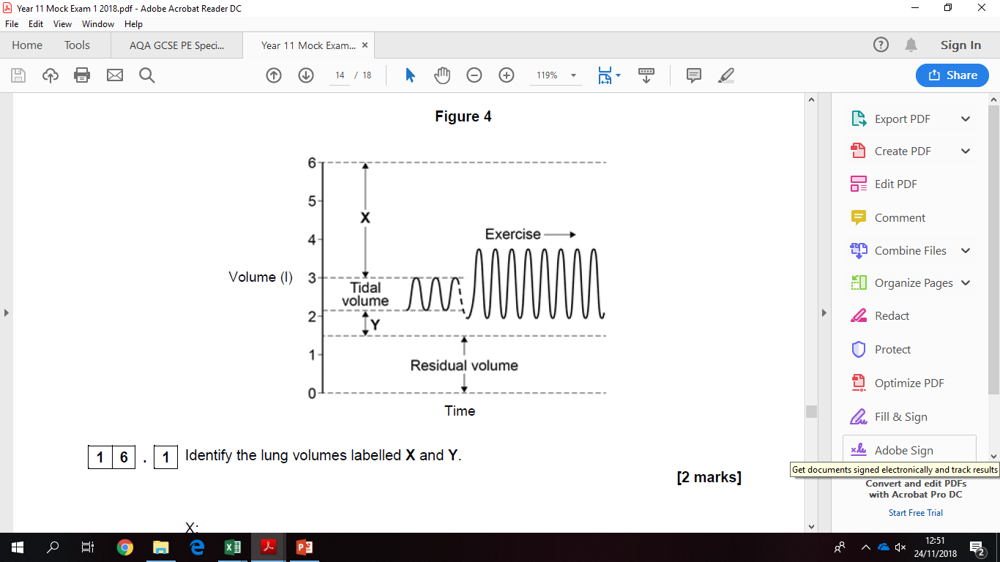 Year 11 Mock Exam 1 2018.pdf - Adobe Acrobat Reader DC
File Edit View Window Help
Home Tools AQA GCSE PE Speci... Year 11 Mock Exam... × Sign In
14 / 18 119% Share
Figure 4
6
5
X
4
Exercise
Volume (l) 3
Tidal
volume
2
Y
1
Residual volume
0
Time
1 6 . 1 Identify the lung volumes labelled X and Y.
[2 marks]
X:
Export PDF
Create PDF
Edit PDF
Comment
Combine Files
Organize Pages
Redact
Protect
Optimize PDF
Fill & Sign
Adobe Sign
Get documents signed electronically and track results
Convert and edit PDFs
with Acrobat Pro DC
Start Free Trial
12:51
24/11/2018
2